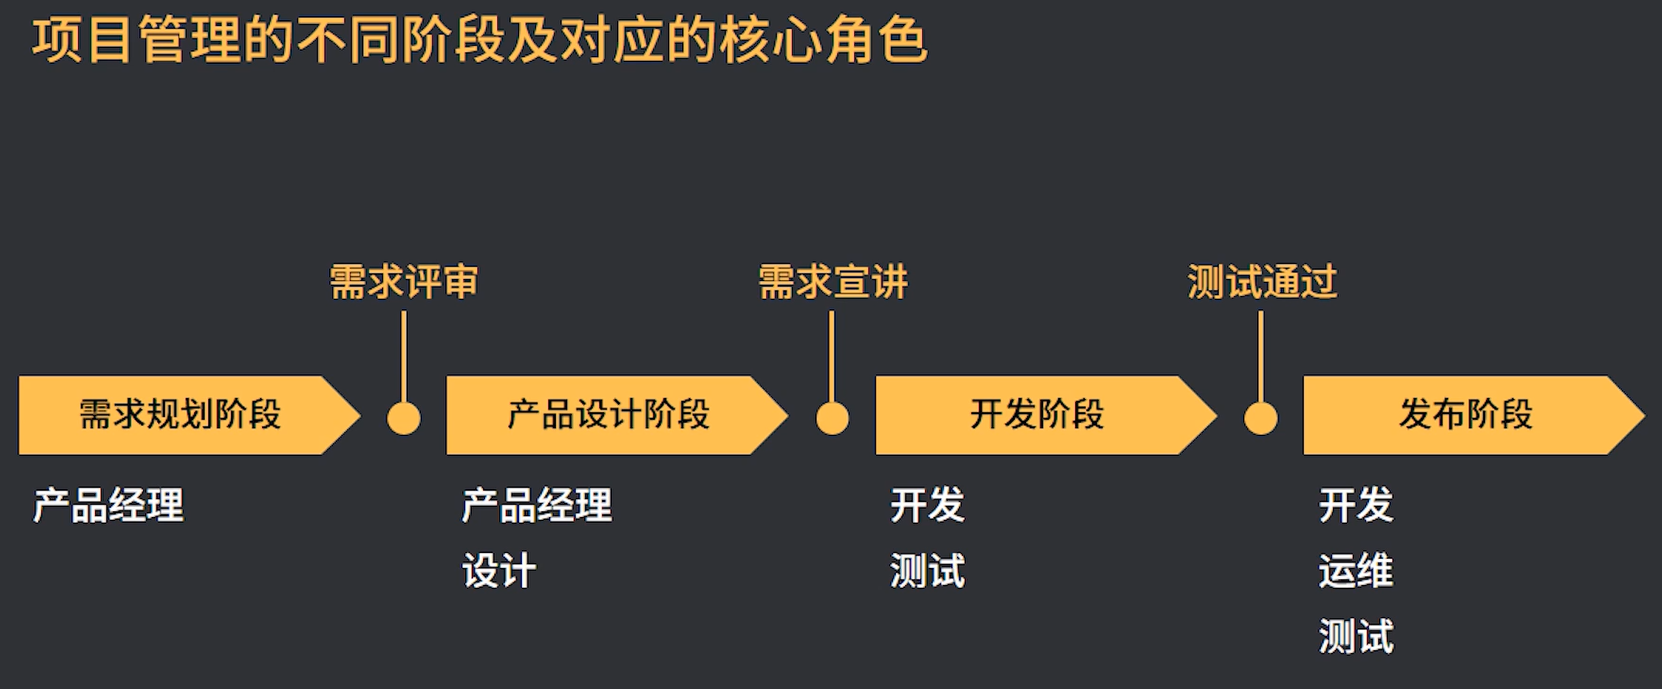 项目管理的不同阶段及对应的核心角色
需求评审
需求宣讲
测试通过
需求规划阶段
产品设计阶段
开发阶段
发布阶段
产品经理
产品经理
开发
开发
设计
测试
运维
测试